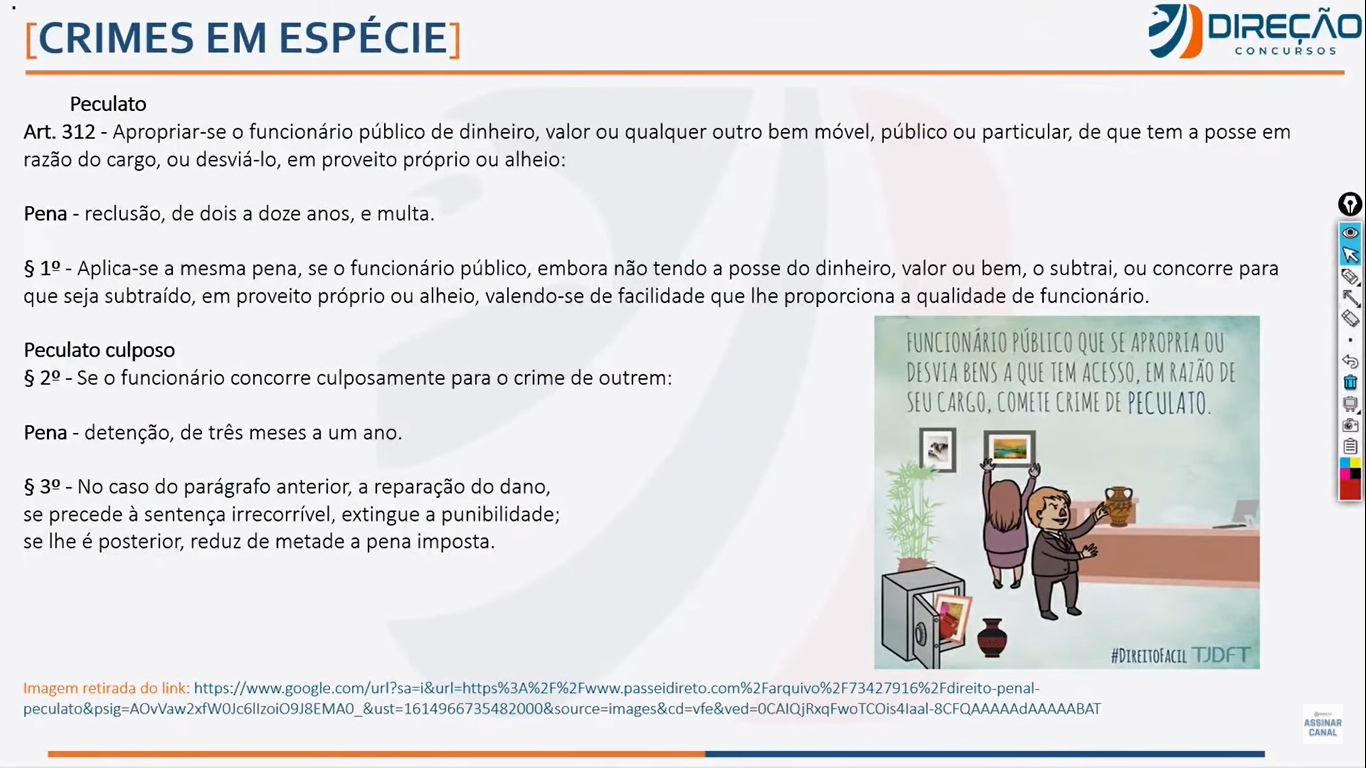 [CRIMES EM ESPÉCIE]
DIREÇÃO
CONCURSOS
Peculato
Art. 312 - Apropriar-se o funcionário público de dinheiro, valor ou qualquer outro bem móvel, público ou particular, de que tem a posse em
razão do cargo, ou desviá-lo, em proveito próprio ou alheio:
Pena - reclusão, de dois a doze anos, e multa.
§ 1º - Aplica-se a mesma pena, se o funcionário público, embora não tendo a posse do dinheiro, valor ou bem, o subtrai, ou concorre para
que seja subtraído, em proveito próprio ou alheio, valendo-se de facilidade que lhe proporciona a qualidade de funcionário.
Peculato culposo
§ 2º - Se o funcionário concorre culposamente para o crime de outrem:
Pena - detenção, de três meses a um ano.
§ 3º - No caso do parágrafo anterior, a reparação do dano,
se precede à sentença irrecorrível, extingue a punibilidade;
se lhe é posterior, reduz de metade a pena imposta.
FUNCIONÁRIO PÚBLICO QUE SE APROPRIA OU
DESVIA BENS A QUE TEM ACESSO, EM RAZÃO DE
SEU CARGO, COMETE CRIME DE PECULATO.
#DIREITOFACIL TJDFT
Imagem retirada do link: https://www.google.com/url?sa=i&url=https%3A%2F%2Fwww.passeidireto.com%2Farquivo%2F73427916%2Fdireito-penal-
peculato&psig=AOvVaw2xfW0Jc6lIzoiO9J8EMA0_&ust=1614966735482000&source=images&cd=vfe&ved=0CAIQjRxqFwoTCOis4Iaal-8CFQAAAAAdAAAAABAT
ASSINAR
CANAL